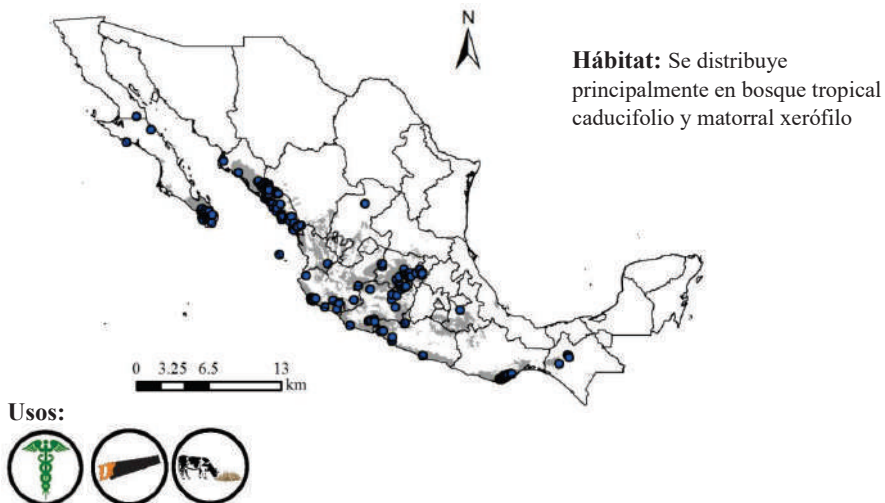 N
Hábitat: Se distribuye
principalmente en bosque tropical
caducifolio y matorral xerófilo
0 3.25 6.5 13
km
Usos: